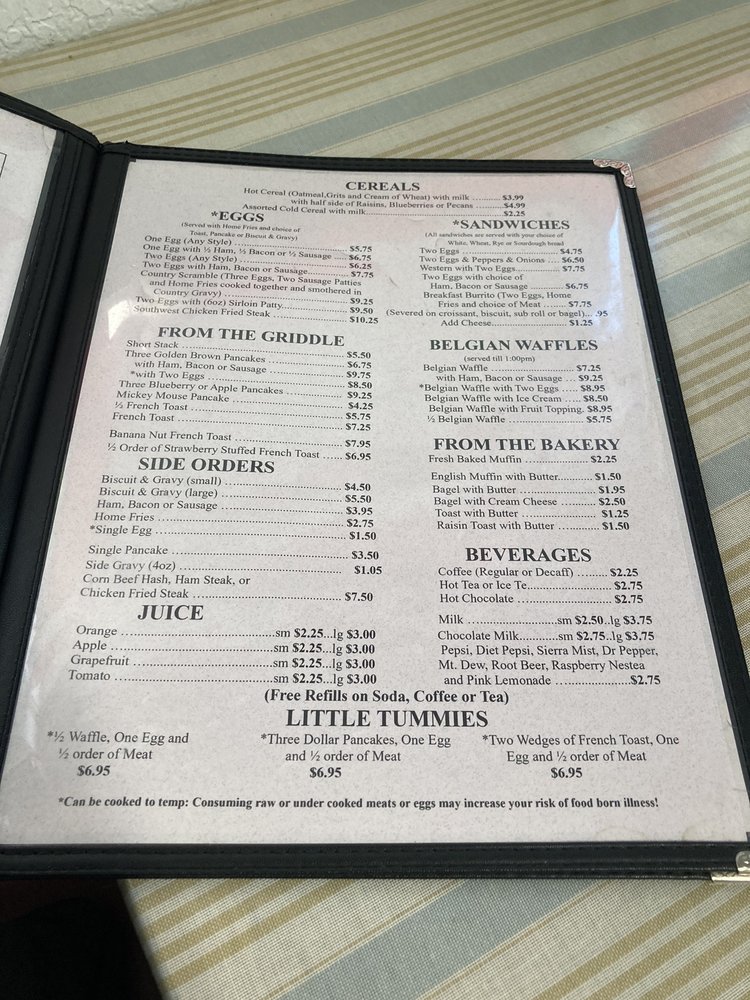 CEREALS
Hot Cereal (Oatmeal,Grits and Cream of Wheat) with milk .......... $3.99
with half side of Raisins, Blueberries or Pecans .......... $4.99
Assorted Cold Cereal with milk.......... $2.25
*EGGS
(Served with Home Fries and choice of
Toast, Pancake or Biscuit & Gravy)
One Egg (Any Style) .......... $5.75
One Egg with ½ Ham, ½ Bacon or ½ Sausage .... $6.75
Two Eggs (Any Style) .......... $6.25
Two Eggs with Ham, Bacon or Sausage.......... $7.75
Country Scramble (Three Eggs, Two Sausage Patties
and Home Fries cooked together and smothered in
Country Gravy) .......... $9.25
Two Eggs with (6oz) Sirloin Patty.......... $9.50
Southwest Chicken Fried Steak .......... $10.25
FROM THE GRIDDLE
Short Stack .......... $5.50
Three Golden Brown Pancakes .......... $6.75
with Ham, Bacon or Sausage .......... $9.75
*with Two Eggs .......... $8.50
Three Blueberry or Apple Pancakes .......... $9.25
Mickey Mouse Pancake .......... $4.25
½ French Toast .......... $5.75
French Toast .......... $7.25
Banana Nut French Toast .......... $7.95
½ Order of Strawberry Stuffed French Toast ..... $6.95
SIDE ORDERS
Biscuit & Gravy (small) .......... $4.50
Biscuit & Gravy (large) .......... $5.50
Ham, Bacon or Sausage .......... $3.95
Home Fries .......... $2.75
*Single Egg .......... $1.50
Single Pancake .......... $3.50
Side Gravy (4oz) .......... $1.05
Corn Beef Hash, Ham Steak, or
Chicken Fried Steak .......... $7.50
JUICE
Orange ..........sm $2.25...lg $3.00
Apple ..........sm $2.25...lg $3.00
Grapefruit ..........sm $2.25...lg $3.00
Tomato ..........sm $2.25...lg $3.00
*SANDWICHES
(All sandwiches are served with your choice of
White, Wheat, Rye or Sourdough bread
Two Eggs .......... $4.75
Two Eggs & Peppers & Onions ... $6.50
Western with Two Eggs.......... $7.75
Two Eggs with choice of
Ham, Bacon or Sausage .......... $6.75
Breakfast Burrito (Two Eggs, Home
Fries and choice of Meat ....... $7.75
(Severed on croissant, biscuit, sub roll or bagel)... .95
Add Cheese.......... $1.25
BELGIAN WAFFLES
(served till 1:00pm)
Belgian Waffle .......... $7.25
with Ham, Bacon or Sausage ... $9.25
*Belgian Waffle with Two Eggs ..... $8.95
Belgian Waffle with Ice Cream ..... $8.50
Belgian Waffle with Fruit Topping. $8.95
½ Belgian Waffle .......... $5.75
FROM THE BAKERY
Fresh Baked Muffin .......... $2.25
English Muffin with Butter.......... $1.50
Bagel with Butter .......... $1.95
Bagel with Cream Cheese .......... $2.50
Toast with Butter .......... $1.25
Raisin Toast with Butter .......... $1.50
BEVERAGES
Coffee (Regular or Decaff) .......... $2.25
Hot Tea or Ice Te.......... $2.75
Hot Chocolate .......... $2.75
Milk ..........sm $2.50..lg $3.75
Chocolate Milk..........sm $2.75..lg $3.75
Pepsi, Diet Pepsi, Sierra Mist, Dr Pepper,
Mt. Dew, Root Beer, Raspberry Nestea
and Pink Lemonade ..........$2.75
(Free Refills on Soda, Coffee or Tea)
LITTLE TUMMIES
*½ Waffle, One Egg and
½ order of Meat
$6.95
*Three Dollar Pancakes, One Egg
and ½ order of Meat
$6.95
*Two Wedges of French Toast, One
Egg and ½ order of Meat
$6.95
*Can be cooked to temp: Consuming raw or under cooked meats or eggs may increase your risk of food born illness!